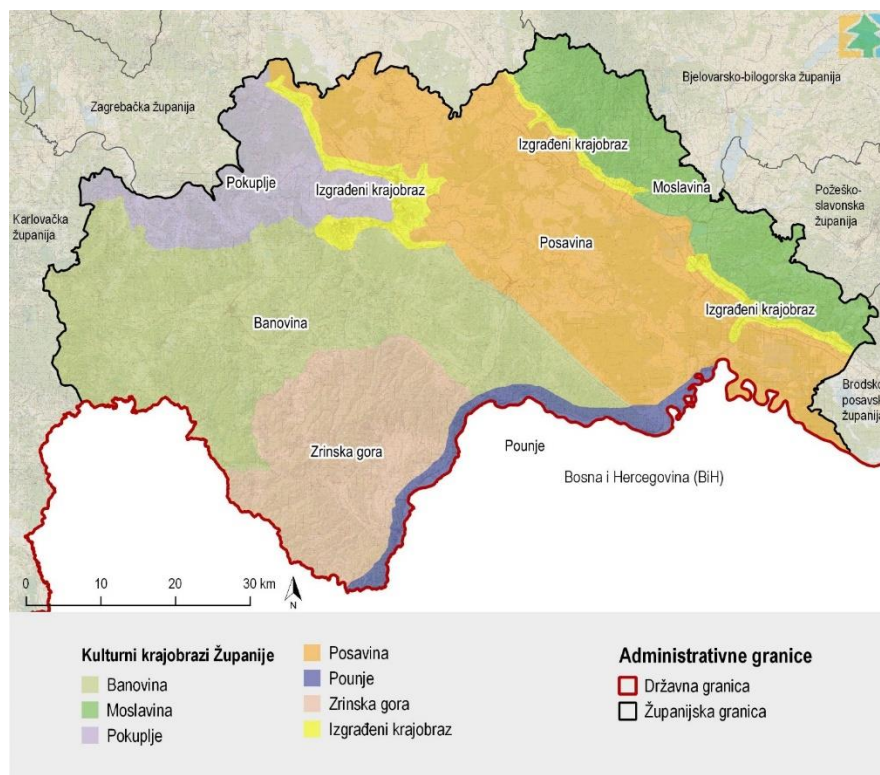 Bjelovarsko-bilogorska županija
Zagrebačka županija
Izgrađeni krajobraz
Pokuplje
Izgrađeni krajobraz
Moslavina
Požeško-
slavonska
županija
Karlovačka
županija
Posavina
Izgrađeni krajobraz
Banovina
Brodsko-
posavska
županija
Zrinska gora
Pounje
Bosna i Hercegovina (BiH)
0 10 20 30 km
N
Kulturni krajobrazi Županije
Banovina
Moslavina
Pokuplje
Posavina
Pounje
Zrinska gora
Izgrađeni krajobraz
Administrativne granice
Državna granica
Županijska granica